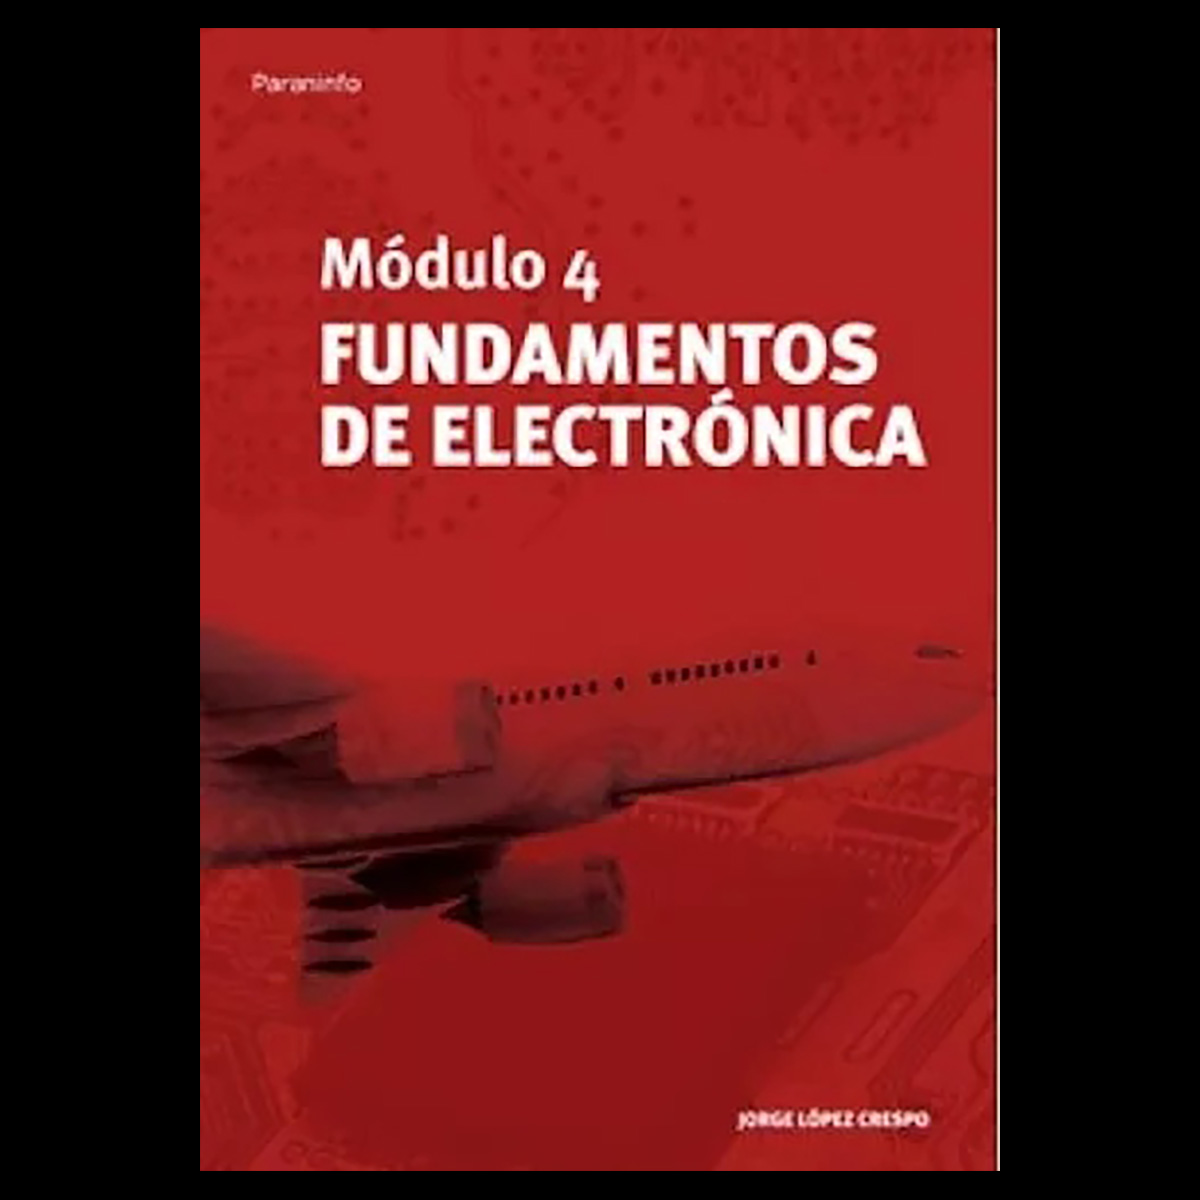 Paraninfo
Módulo 4
FUNDAMENTOS
DE ELECTRÓNICA
JORGE LÓPEZ CRESPO